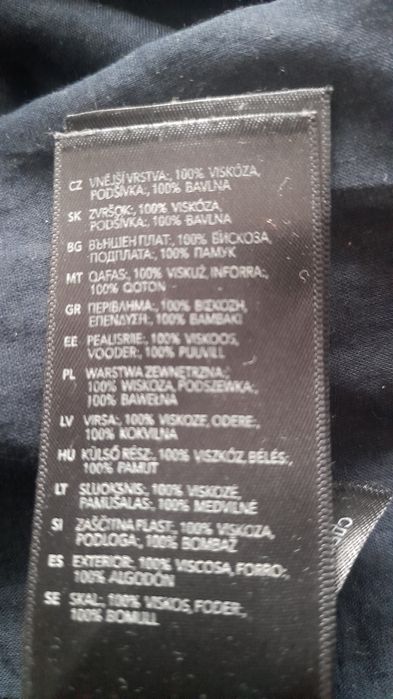 CZ VNĚJŠÍ VRSTVA:, 100% VISKÓZA,
PODŠÍVKA:, 100% BAVLNA
SK ZVRŠOK:, 100% VISKÓZA,
PODŠÍVKA:, 100% BAVLNA
BG ВЪНШЕН ПЛАТ:, 100% ВИСКОЗА,
ПОДПЛАТА:, 100% ПАМУК
MT QAFAS:, 100% VISKUŻ, INFORRA:,
100% QOTON
GR ΠΕΡΙΒΛΗΜΑ:, 100% ΒΙΣΚΟΖΗ,
ΕΠΕΝΔΥΣΗ:, 100% ΒΑΜΒΑΚΙ
EE PEALISRIIE:, 100% VISKOOS,
VOODER:, 100% PUUVILL
PL WARSTWA ZEWNĘTRZNA:,
100% WISKOZA, PODSZEWKA:,
100% BAWEŁNA
LV VIRSA:, 100% VISKOZE, ODERE:,
100% KOKVILNA
HU KÜLSŐ RÉSZ:, 100% VISZKÓZ, BÉLÉS:,
100% PAMUT
LT SLUOKSNIS:, 100% VISKOZĖ,
PAMUŠALAS:, 100% MEDVILNĖ
SI ZAŠČITNA PLAST:, 100% VISKOZA,
PODLOGA:, 100% BOMBAŽ
ES EXTERIOR:, 100% VISCOSA, FORRO:,
100% ALGODÓN
SE SKAL:, 100% VISKOS, FODER:,
100% BOMULL